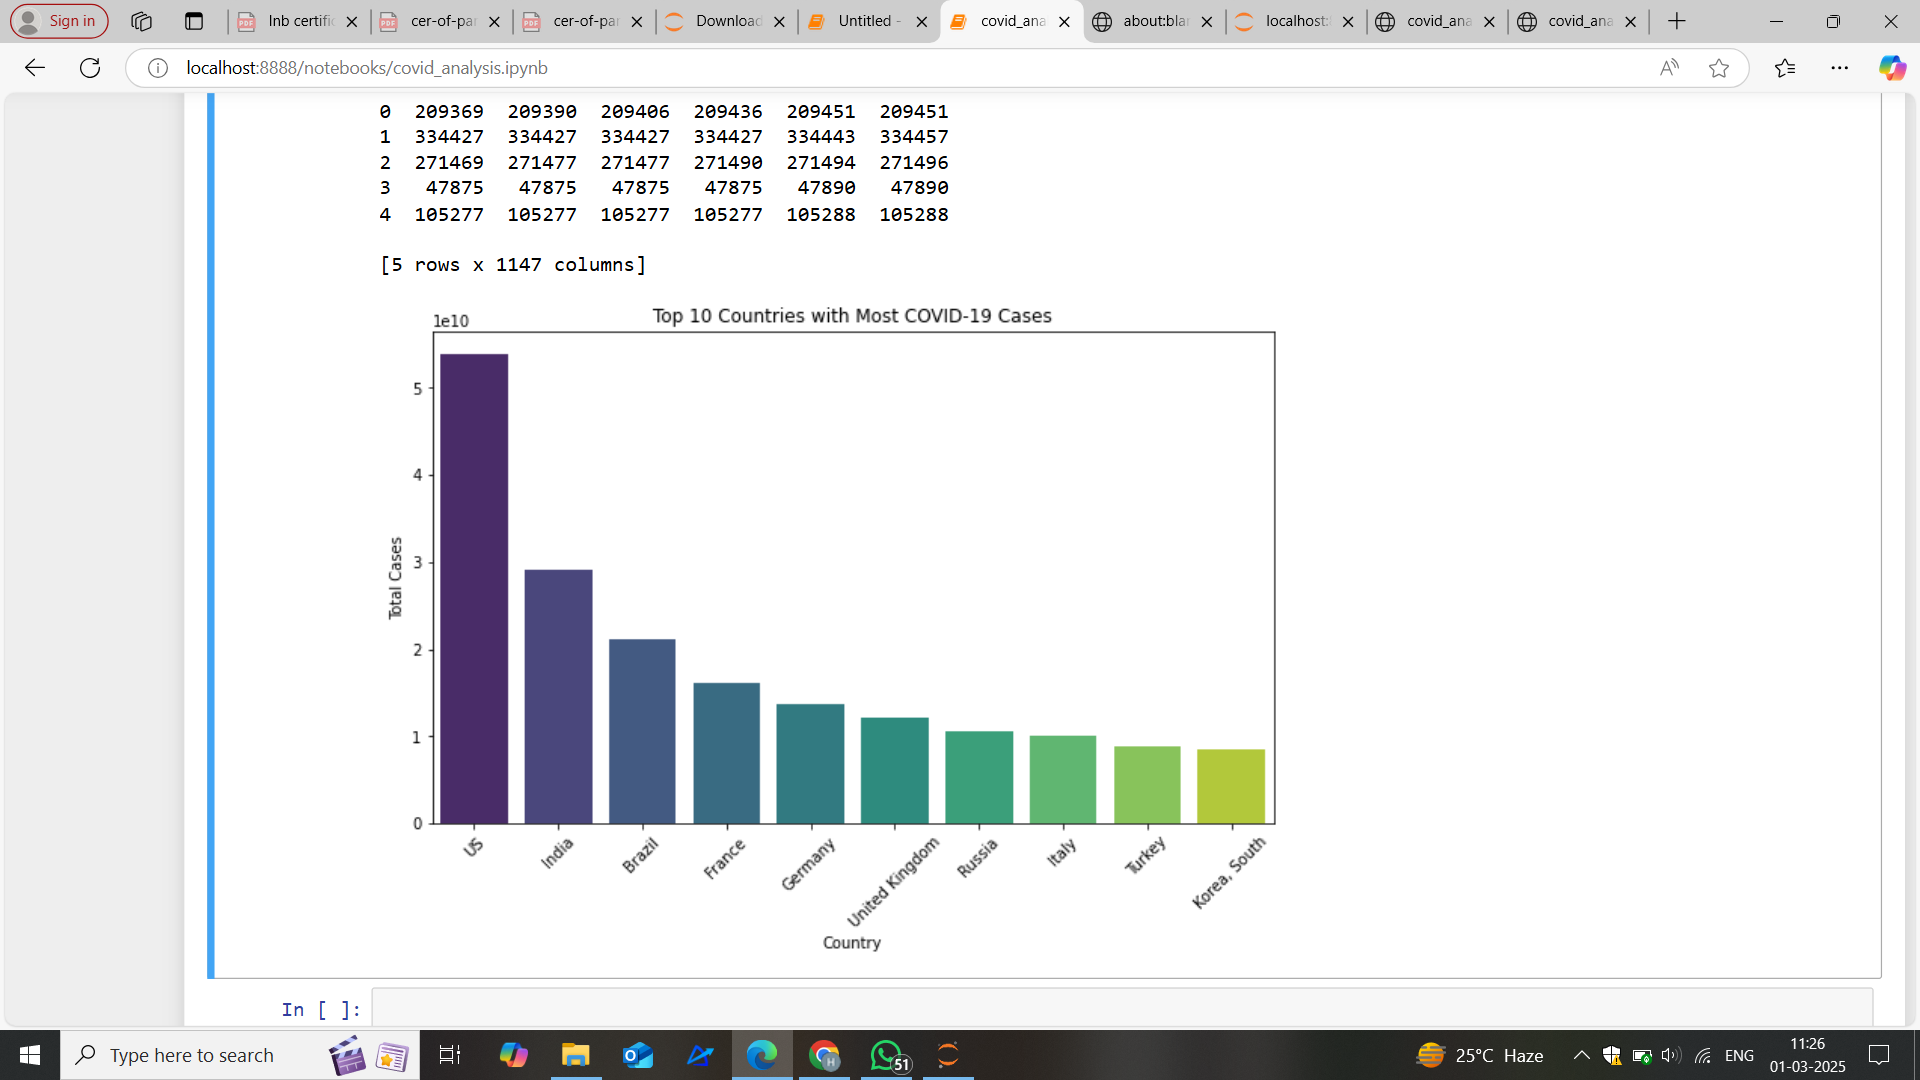 Sign in
lnb certific
cer-of-par
cer-of-par
Download
Untitled -
covid_ana
about:blan
localhost:
covid_ana
covid_ana
localhost:8888/notebooks/covid_analysis.ipynb
0 209369 209390 209406 209436 209451 209451
1 334427 334427 334427 334427 334443 334457
2 271469 271477 271477 271490 271494 271496
3 47875 47875 47875 47875 47890 47890
4 105277 105277 105277 105277 105288 105288
[5 rows x 1147 columns]
Top 10 Countries with Most COVID-19 Cases
1e10
5
4
3
2
1
0
Total Cases
US
India
Brazil
France
Germany
United Kingdom
Russia
Italy
Turkey
Korea, South
Country
In [ ]:
Type here to search
51
25°C Haze
ENG
11:26
01-03-2025